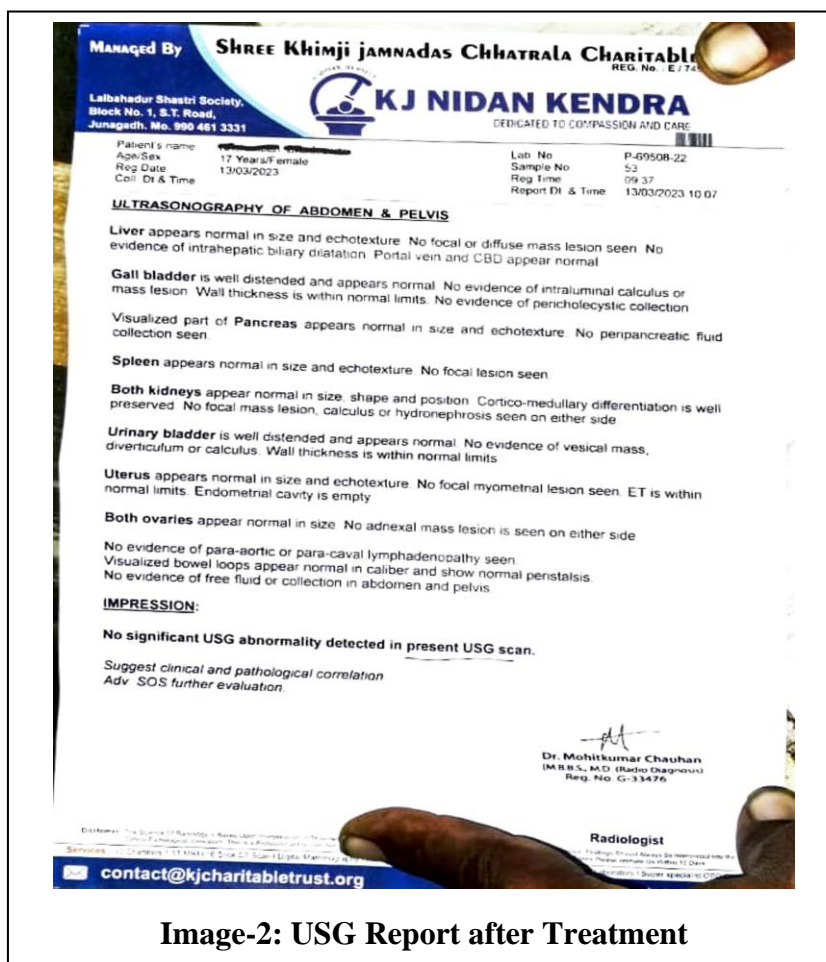 MANAGED BY SHREE KHIMJI JAMNADAS CHHATRALA CHARITABL
REG. No. : E / 74
KJ NIDAN KENDRA
DEDICATED TO COMPASSION AND CARE
Lalbahadur Shastri Society,
Block No. 1, S.T. Road,
Junagadh. Mo. 990 461 3331
Patient's name
Age/Sex 17 Years/Female
Reg Date 13/03/2023
Coll Dt & Time
Lab No P-69508-22
Sample No 53
Reg Time 09 37
Report Dt & Time 13/03/2023 10 07
ULTRASONOGRAPHY OF ABDOMEN & PELVIS
Liver appears normal in size and echotexture No focal or diffuse mass lesion seen No
evidence of intrahepatic biliary dilatation Portal vein and CBD appear normal
Gall bladder is well distended and appears normal No evidence of intraluminal calculus or
mass lesion Wall thickness is within normal limits. No evidence of pericholecystic collection
Visualized part of Pancreas appears normal in size and echotexture. No peripancreatic fluid
collection seen
Spleen appears normal in size and echotexture No focal lesion seen
Both kidneys appear normal in size, shape and position Cortico-medullary differentiation is well
preserved. No focal mass lesion, calculus or hydronephrosis seen on either side
Urinary bladder is well distended and appears normal No evidence of vesical mass,
diverticulum or calculus. Wall thickness is within normal limits
Uterus appears normal in size and echotexture. No focal myometrial lesion seen. ET is within
normal limits. Endometrial cavity is empty
Both ovaries appear normal in size No adnexal mass lesion is seen on either side
No evidence of para-aortic or para-caval lymphadenopathy seen.
Visualized bowel loops appear normal in caliber and show normal peristalsis.
No evidence of free fluid or collection in abdomen and pelvis
IMPRESSION:
No significant USG abnormality detected in present USG scan.
Suggest clinical and pathological correlation
Adv SOS further evaluation.
Dr. Mohitkumar Chauhan
(M.B.B.S., M.D. (Radio Diagnosis)
Reg. No. G-33476
Radiologist
Services
contact@kjcharitabletrust.org
Image-2: USG Report after Treatment